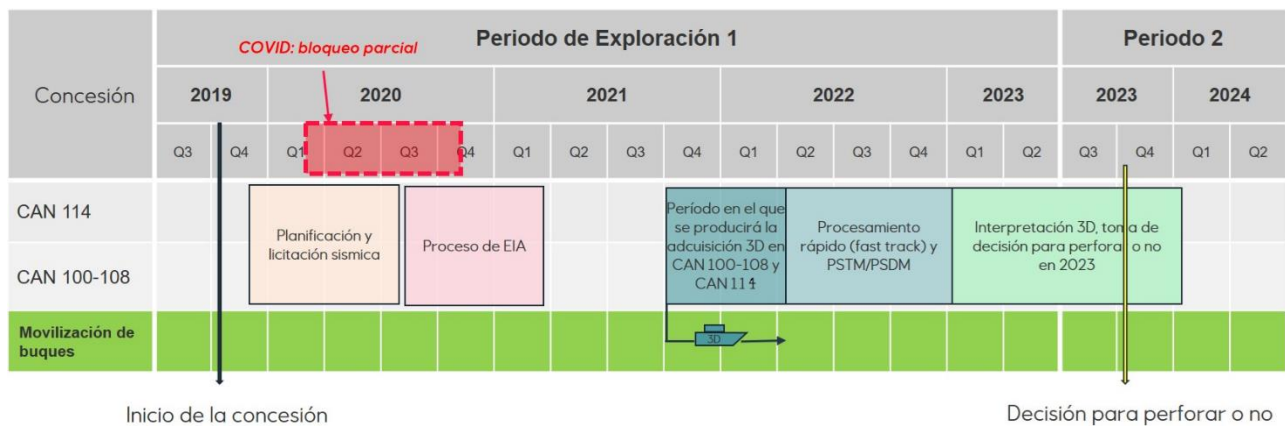 Periodo de Exploración 1
Periodo 2
COVID: bloqueo parcial
Concesión
2019
2020
2021
2022
2023
2023
2024
Q3
Q4
Q1
Q2
Q3
Q4
Q1
Q2
Q3
Q4
Q1
Q2
Q3
Q4
Q1
Q2
Q3
Q4
Q1
Q2
CAN 114
CAN 100-108
Planificación y
licitación sismica
Proceso de EIA
Período en el que
se producirá la
adcuisición 3D en
CAN 100-108 y
CAN 114
Procesamiento
rápido (fast track) y
PSTM/PSDM
Interpretación 3D, toma de
decisión para perforar o no
en 2023
Movilización de
buques
3D
Inicio de la concesión
Decisión para perforar o no